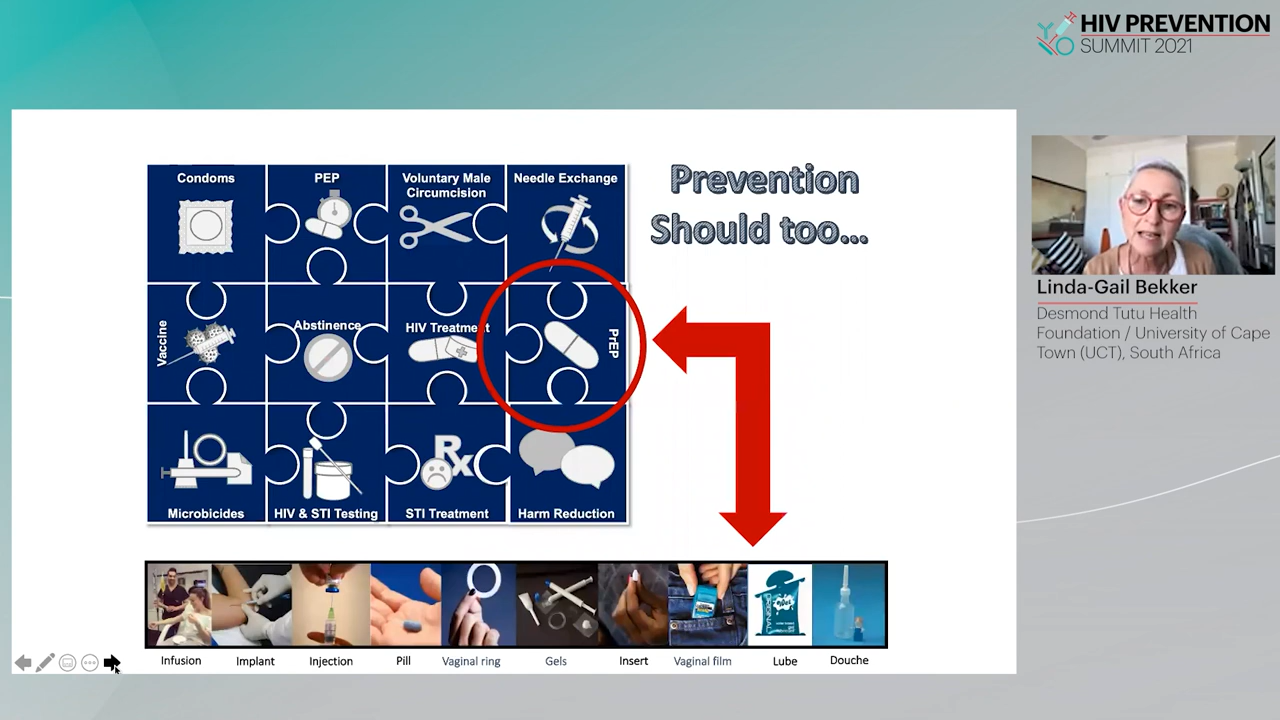 HIV PREVENTION
SUMMIT 2021
Condoms
PEP
Voluntary Male
Circumcision
Needle Exchange
Prevention
Should too...
Vaccine
Abstinence
HIV Treatment
PrEP
Rx
Microbicides
HIV & STI Testing
STI Treatment
Harm Reduction
Linda-Gail Bekker
Desmond Tutu Health
Foundation / University of Cape
Town (UCT), South Africa
Infusion
Implant
Injection
Pill
Vaginal ring
Gels
Insert
Vaginal film
Lube
Douche